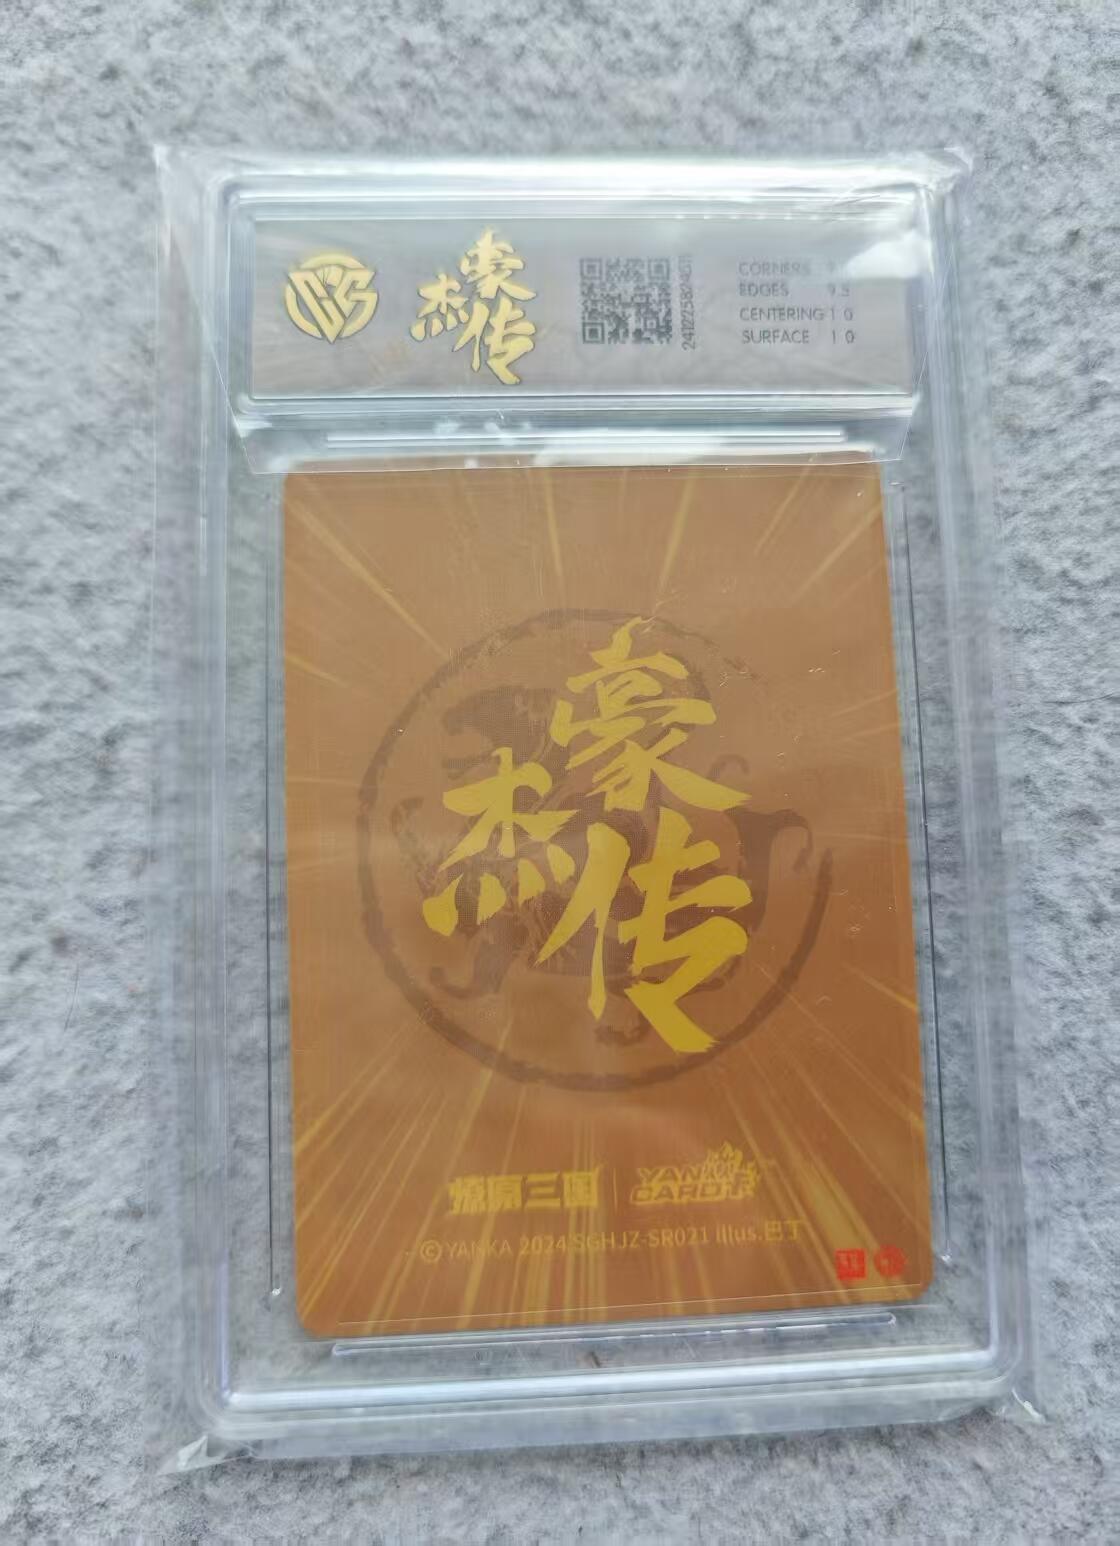 豪
杰
传
CORNERS
EDGES 9.5
CENTERING 10
SURFACE 10
豪
杰
传
燎原三国
YANKA
CARD
©YANKA 2024 SGHJZ-SR021 Illus.巴丁